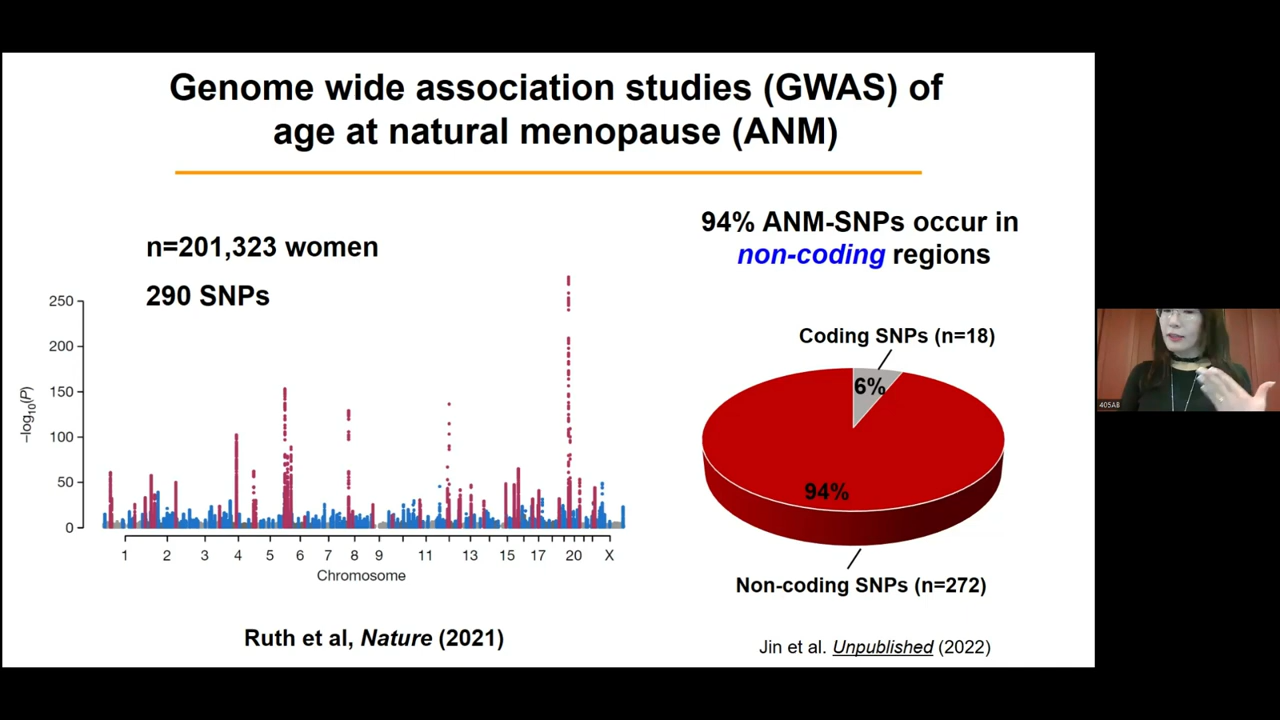 Genome wide association studies (GWAS) of
age at natural menopause (ANM)
n=201,323 women
290 SNPs
250
200
150
100
50
0
–log10(P)
1 2 3 4 5 6 7 8 9 11 13 15 17 20 X
Chromosome
Ruth et al, Nature (2021)
94% ANM-SNPs occur in
non-coding regions
Coding SNPs (n=18)
6%
94%
Non-coding SNPs (n=272)
Jin et al. Unpublished (2022)
405AB